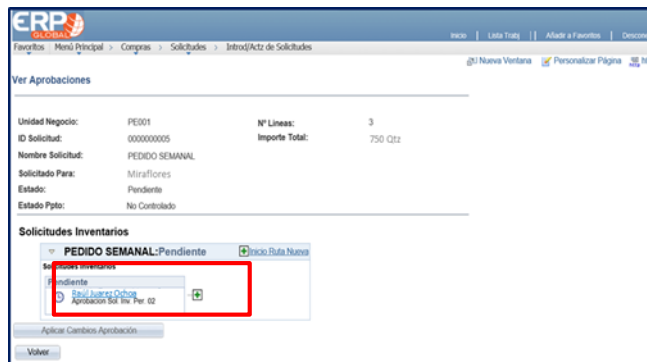 ERP
GLOBAL
Inicio | Lista Trabj | | Añadir a Favoritos | Descone
Favoritos | Menú Principal > Compras > Solicitudes > Introd/Actz de Solicitudes
Nueva Ventana Personalizar Página
Ver Aprobaciones
Unidad Negocio: PE001 Nº Líneas: 3
ID Solicitud: 0000000005 Importe Total: 750 Qtz
Nombre Solicitud: PEDIDO SEMANAL
Solicitado Para: Miraflores
Estado: Pendiente
Estado Ppto: No Controlado
Solicitudes Inventarios
PEDIDO SEMANAL:Pendiente Inicio Ruta Nueva
Solicitudes Inventarios
Pendiente
Raúl Juarez Ochoa
Aprobacion Sol. Inv. Per. 02
Aplicar Cambios Aprobación
Volver